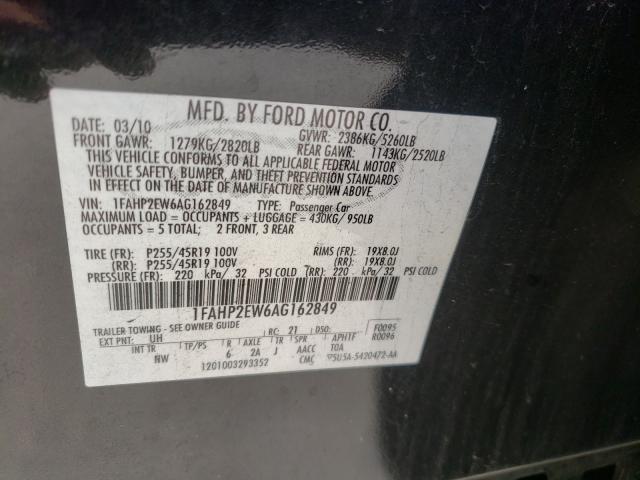 MFD. BY FORD MOTOR CO.
DATE: 03/10 GVWR: 2386KG/5260LB
FRONT GAWR: 1279KG/2820LB REAR GAWR: 1143KG/2520LB
THIS VEHICLE CONFORMS TO ALL APPLICABLE FEDERAL MOTOR
VEHICLE SAFETY, BUMPER, AND THEFT PREVENTION STANDARDS
IN EFFECT ON THE DATE OF MANUFACTURE SHOWN ABOVE.
VIN: 1FAHP2EW6AG162849 TYPE: Passenger Car
MAXIMUM LOAD = OCCUPANTS + LUGGAGE = 430KG/950LB
OCCUPANTS = 5 TOTAL; 2 FRONT, 3 REAR
TIRE (FR): P255/45R19 100V RIMS (FR): 19X8.0J
(RR): P255/45R19 100V (RR): 19X8.0J
PRESSURE (FR): 220 kPa/ 32 PSI COLD (RR): 220 kPa/ 32 PSI COLD
1FAHP2EW6AG162849
TRAILER TOWING - SEE OWNER GUIDE F0095
EXT PNT: UH RC: 21 DSO: R0096
INT TR TP/PS R AXLE TR SPR APHTF
NW 6 2A J AACC TOA
1201003293352 CMC 5U5A-5420472-AA